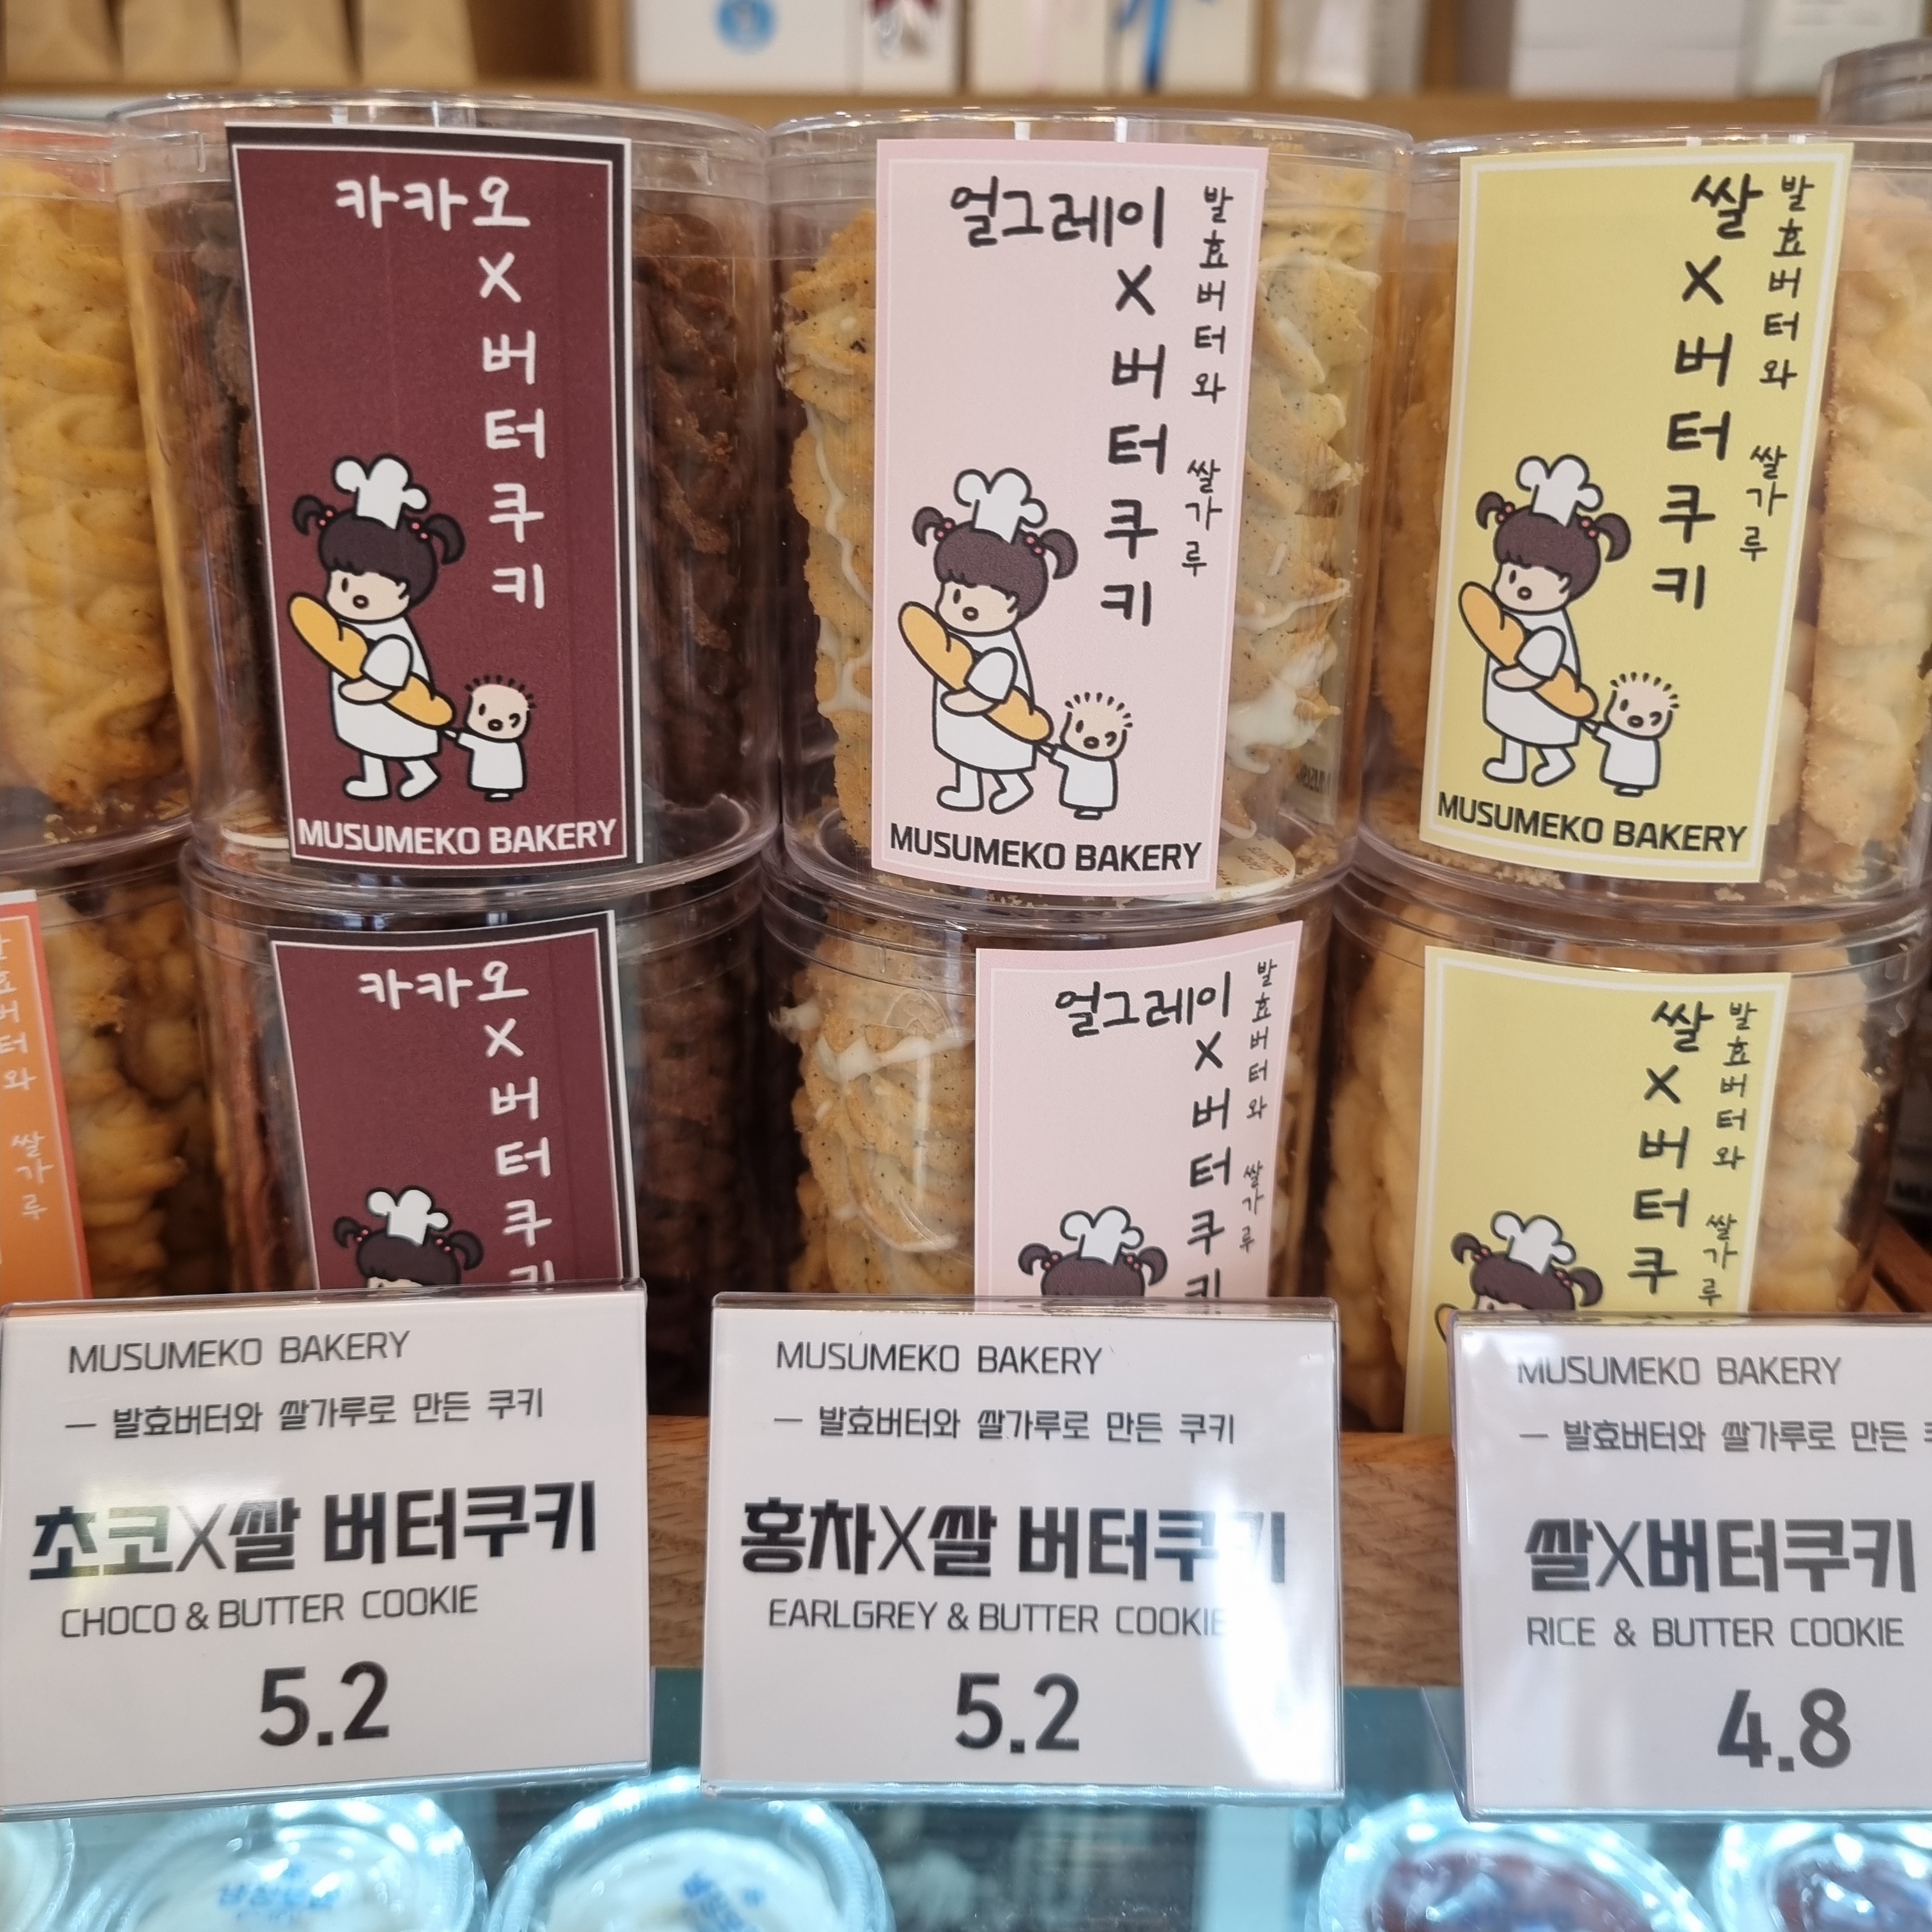 카카오
X
버
터
쿠
키
MUSUMEKO BAKERY
얼그레이
X
버
터
쿠
키
발효버터와 쌀가루
MUSUMEKO BAKERY
쌀
X
버
터
쿠
키
발효버터와 쌀가루
MUSUMEKO BAKERY
발효버터와 쌀가루
카카오
X
버
터
쿠
키
얼그레이
X
버
터
쿠
키
발효버터와 쌀가루
쌀
X
버
터
쿠
발효버터와 쌀가루
MUSUMEKO BAKERY
— 발효버터와 쌀가루로 만든 쿠키
초코X쌀 버터쿠키
CHOCO & BUTTER COOKIE
5.2
MUSUMEKO BAKERY
— 발효버터와 쌀가루로 만든 쿠키
홍차X쌀 버터쿠키
EARLGREY & BUTTER COOKIE
5.2
MUSUMEKO BAKERY
— 발효버터와 쌀가루로 만든
쌀X버터쿠키
RICE & BUTTER COOKIE
4.8